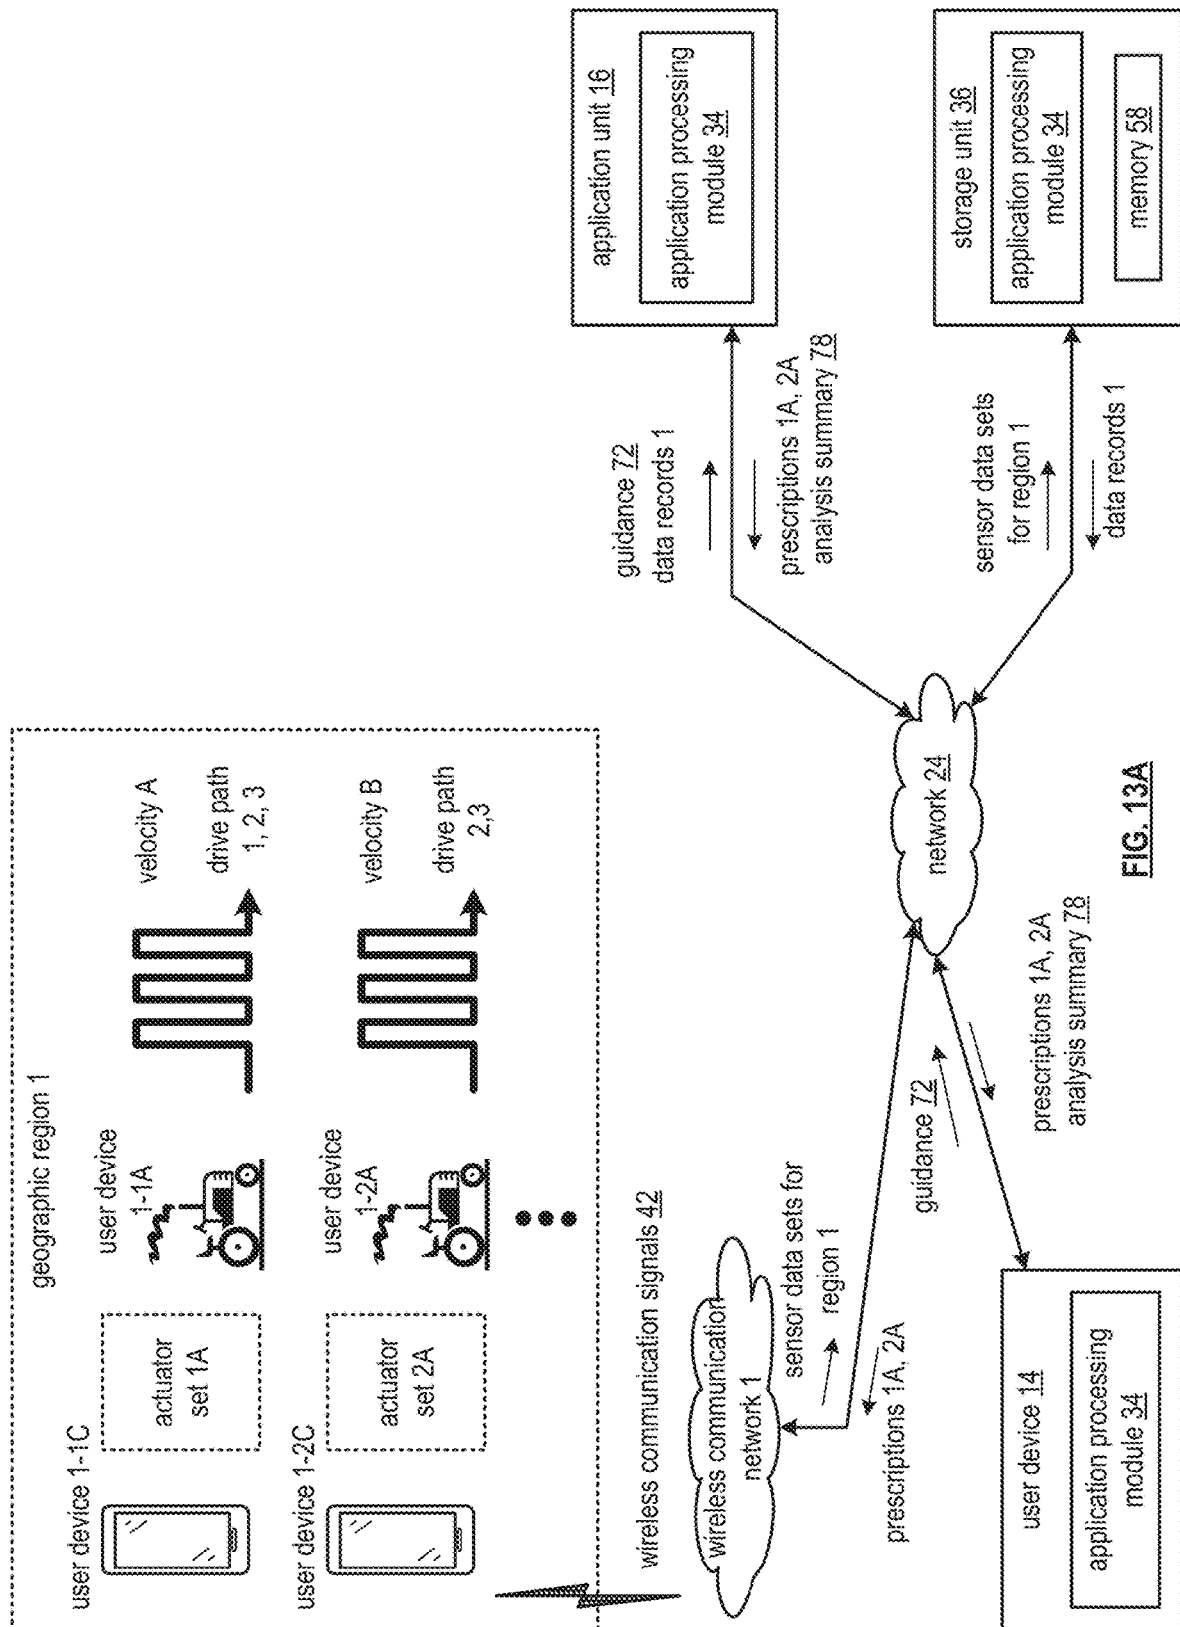 geographic region 1
user device 1-1C
actuator
set 1A
user device
1-1A
velocity A
drive path
1, 2, 3
user device 1-2C
actuator
set 2A
user device
1-2A
velocity B
drive path
2,3
wireless communication signals 42
wireless communication
network 1
sensor data sets for
region 1
prescriptions 1A, 2A
user device 14
application processing
module 34
guidance 72
prescriptions 1A, 2A
analysis summary 78
network 24
guidance 72
data records 1
prescriptions 1A, 2A
analysis summary 78
application unit 16
application processing
module 34
sensor data sets
for region 1
data records 1
storage unit 36
application processing
module 34
memory 58
FIG. 13A